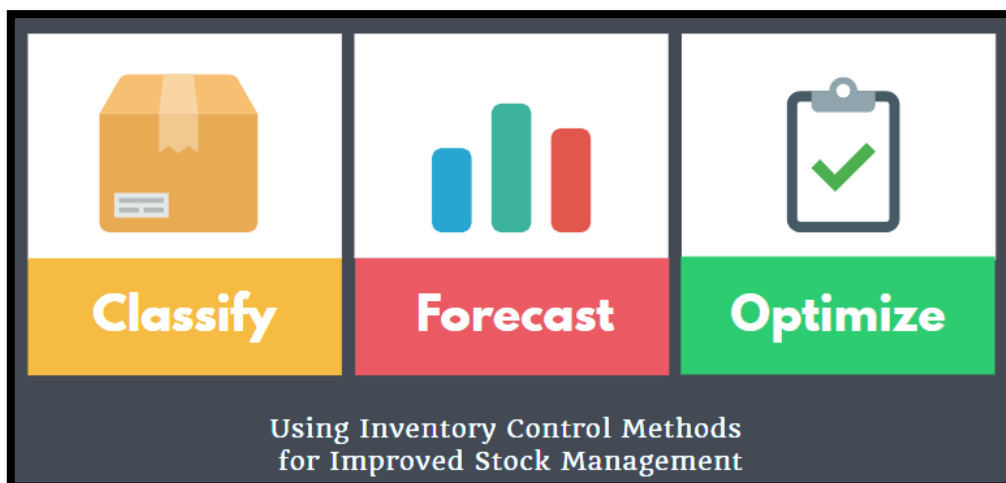 Classify
Forecast
Optimize
Using Inventory Control Methods
for Improved Stock Management